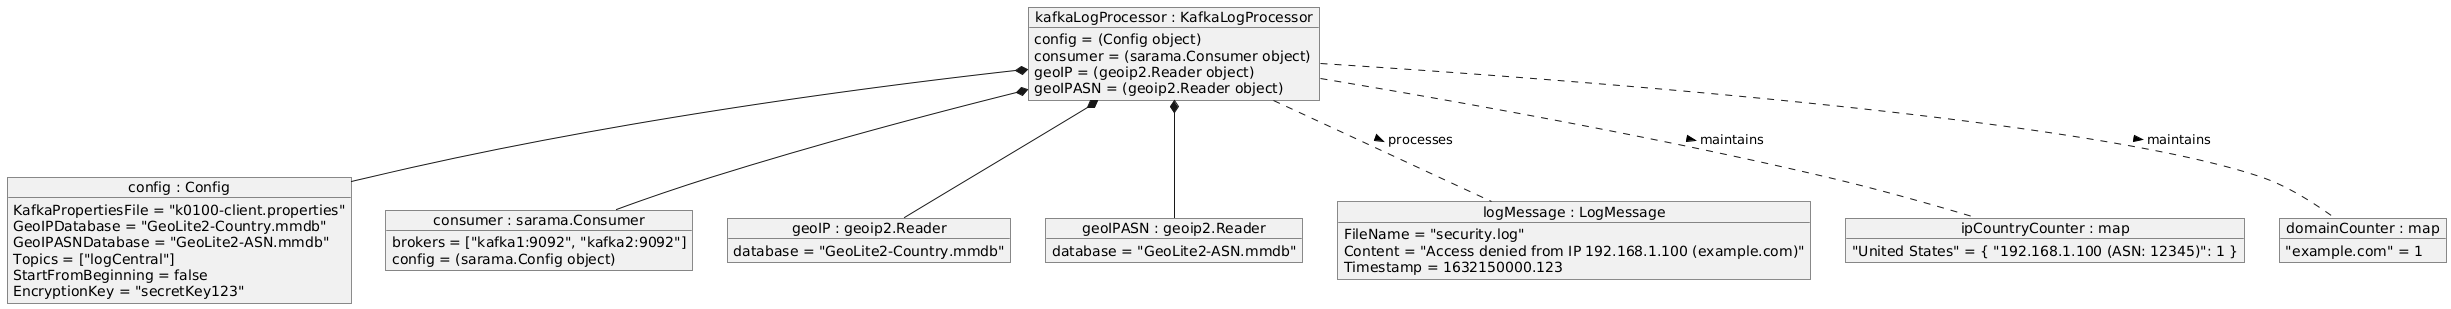 kafkaLogProcessor : KafkaLogProcessor
config = (Config object)
consumer = (sarama.Consumer object)
geoIP = (geoip2.Reader object)
geoIPASN = (geoip2.Reader object)
processes
maintains
maintains
config : Config
KafkaPropertiesFile = "k0100-client.properties"
GeoIPDatabase = "GeoLite2-Country.mmdb"
GeoIPASNDatabase = "GeoLite2-ASN.mmdb"
Topics = ["logCentral"]
StartFromBeginning = false
EncryptionKey = "secretKey123"
consumer : sarama.Consumer
brokers = ["kafka1:9092", "kafka2:9092"]
config = (sarama.Config object)
geoIP : geoip2.Reader
database = "GeoLite2-Country.mmdb"
geoIPASN : geoip2.Reader
database = "GeoLite2-ASN.mmdb"
logMessage : LogMessage
FileName = "security.log"
Content = "Access denied from IP 192.168.1.100 (example.com)"
Timestamp = 1632150000.123
ipCountryCounter : map
"United States" = { "192.168.1.100 (ASN: 12345)": 1 }
domainCounter : map
"example.com" = 1